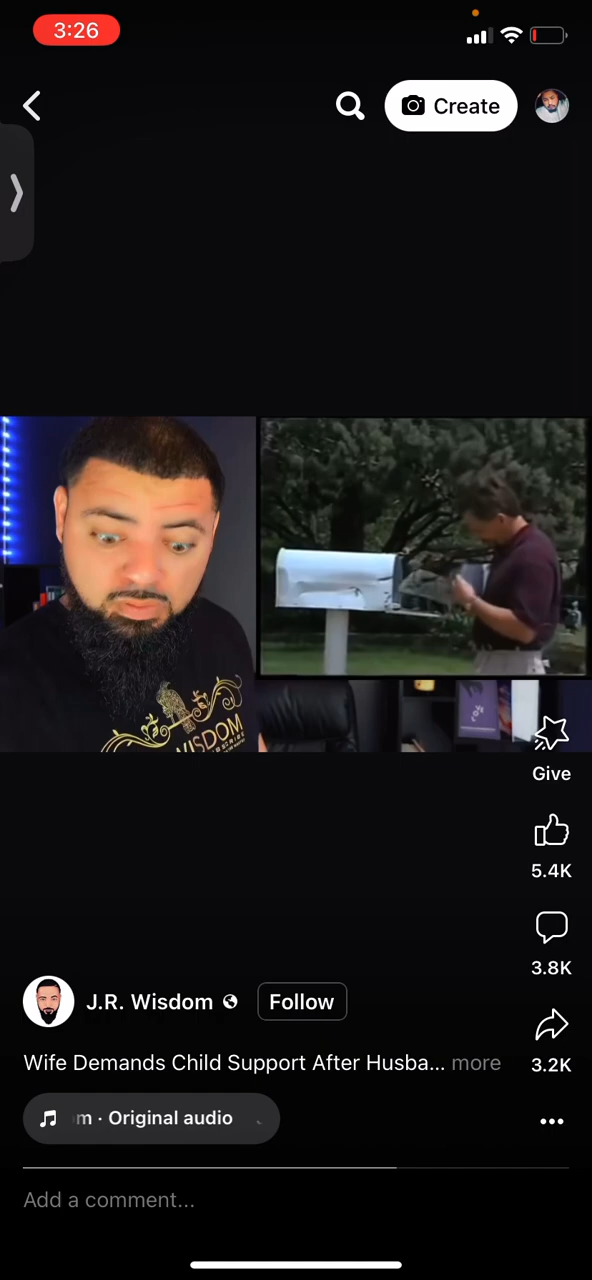 3:26
Create
WISDOM
Give
5.4K
3.8K
J.R. Wisdom
Follow
Wife Demands Child Support After Husba... more
3.2K
m · Original audio
Add a comment...